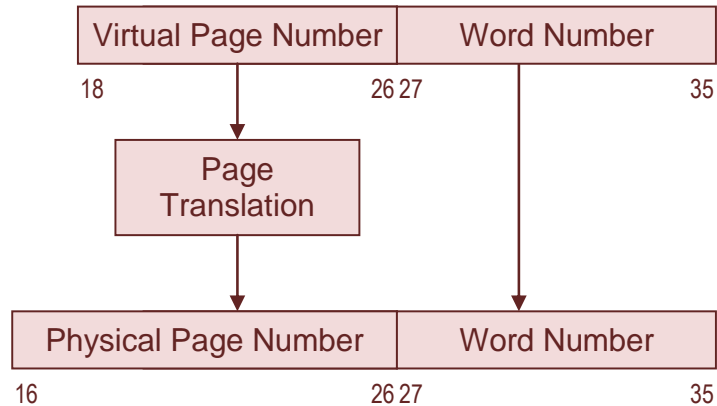 Virtual Page Number Word Number
18 26 27 35
Page
Translation
Physical Page Number Word Number
16 26 27 35